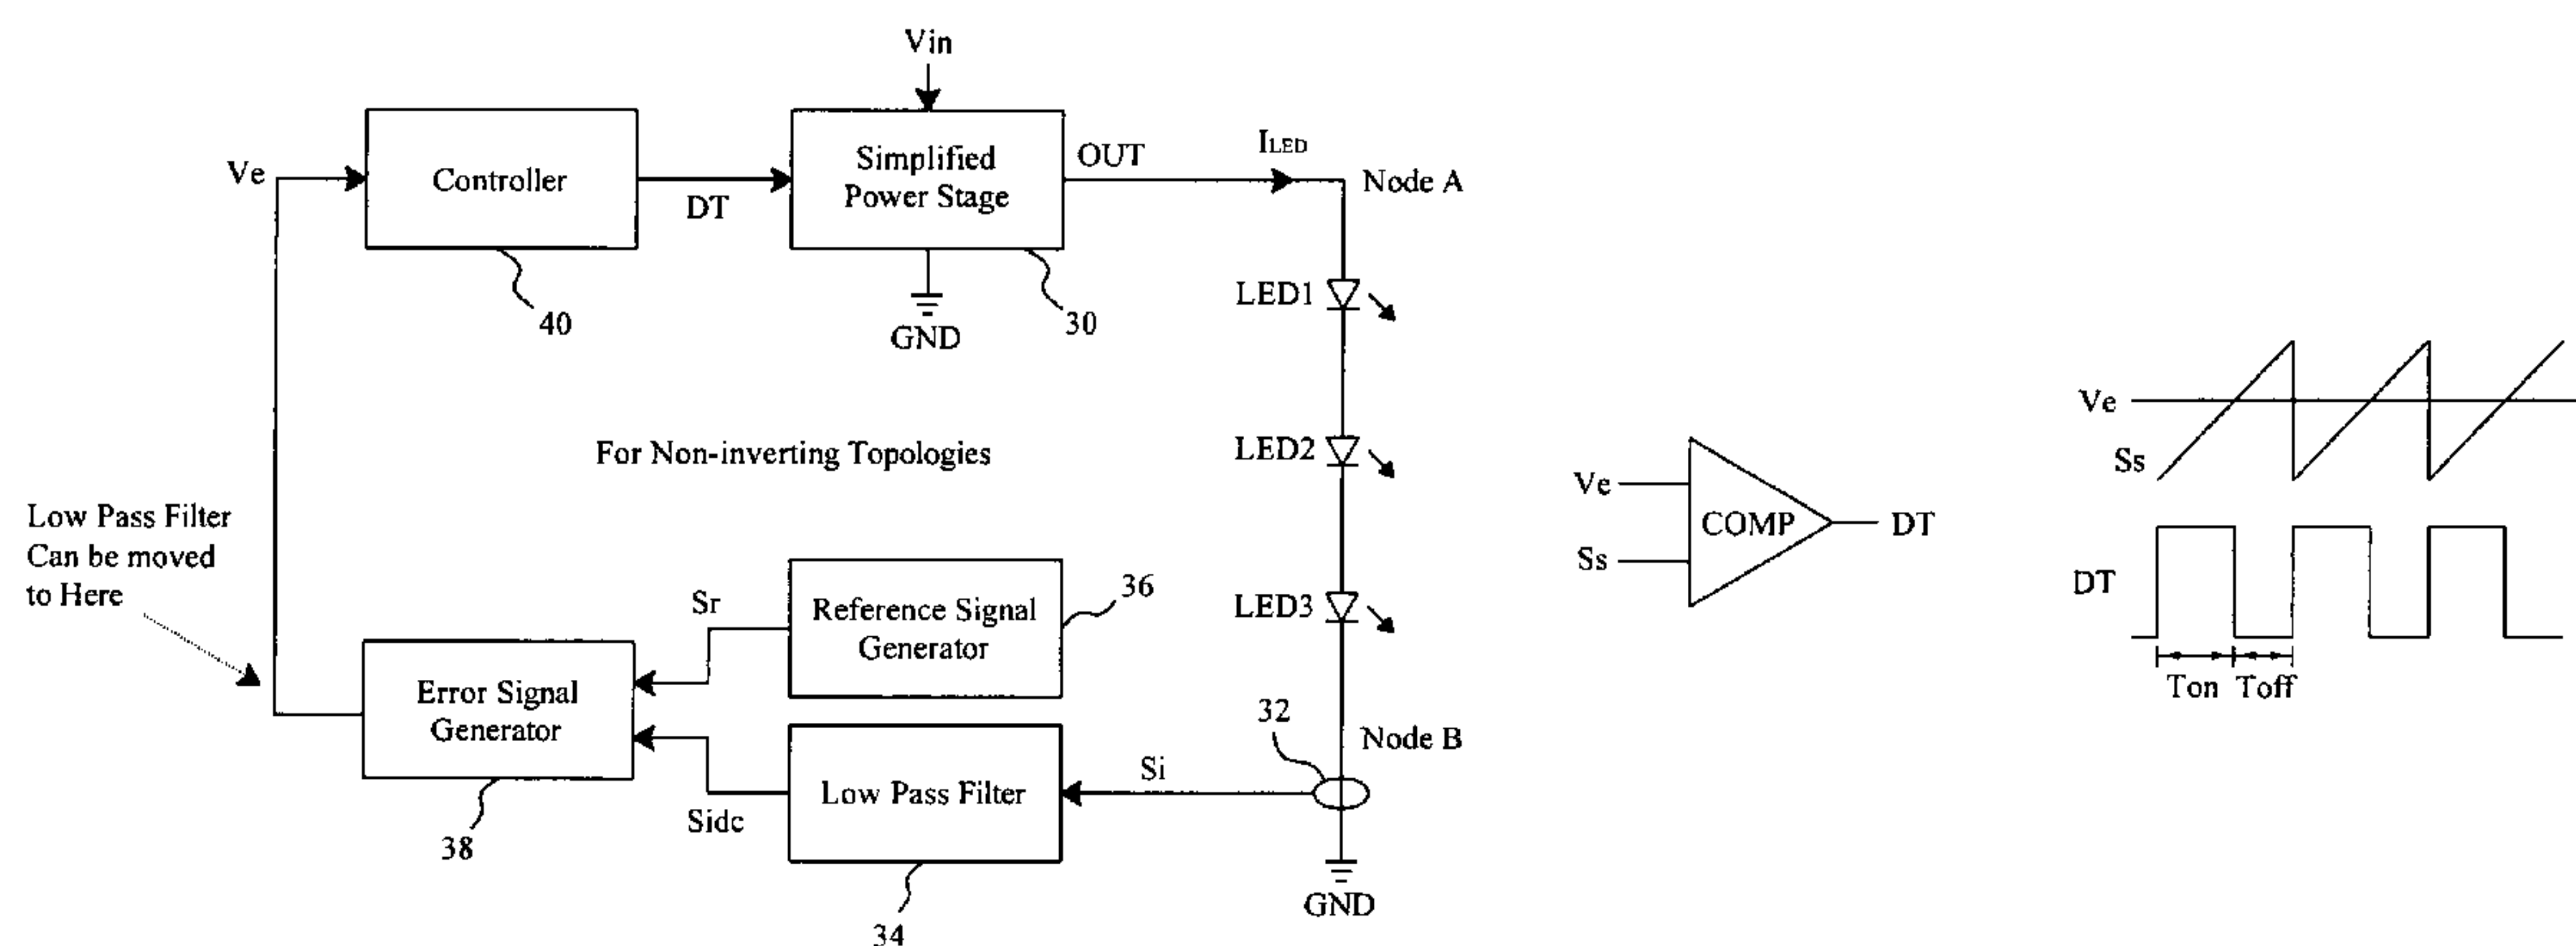 Vin
Ve
Controller
DT
Simplified
Power Stage
OUT
ILED
Node A
40
GND
30
LED1
For Non-inverting Topologies
LED2
Low Pass Filter
Can be moved
to Here
Sr
Reference Signal
Generator
36
LED3
Error Signal
Generator
38
Sidc
Low Pass Filter
34
Si
32
Node B
GND
Ve
Ss
COMP
DT
Ve
Ss
DT
Ton
Toff